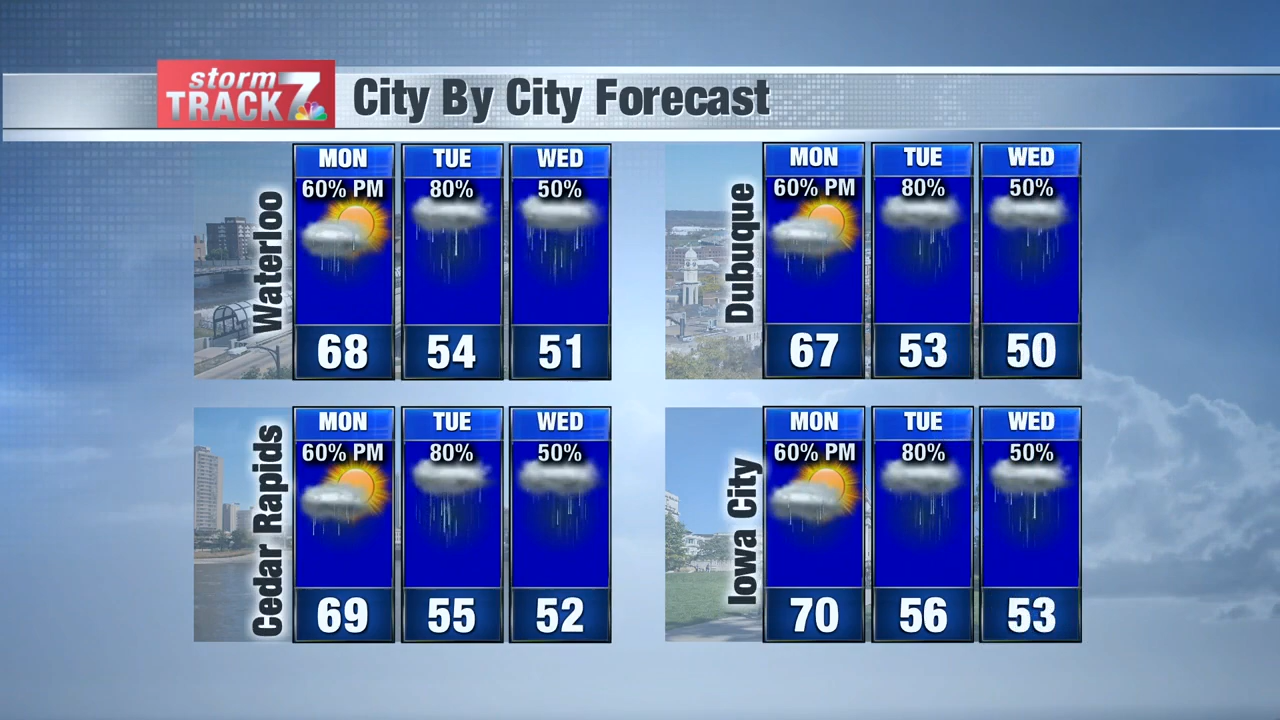 storm
TRACK 7
City By City Forecast
Waterloo
MON TUE WED
60% PM 80% 50%
68 54 51
Dubuque
MON TUE WED
60% PM 80% 50%
67 53 50
Cedar Rapids
MON TUE WED
60% PM 80% 50%
69 55 52
Iowa City
MON TUE WED
60% PM 80% 50%
70 56 53